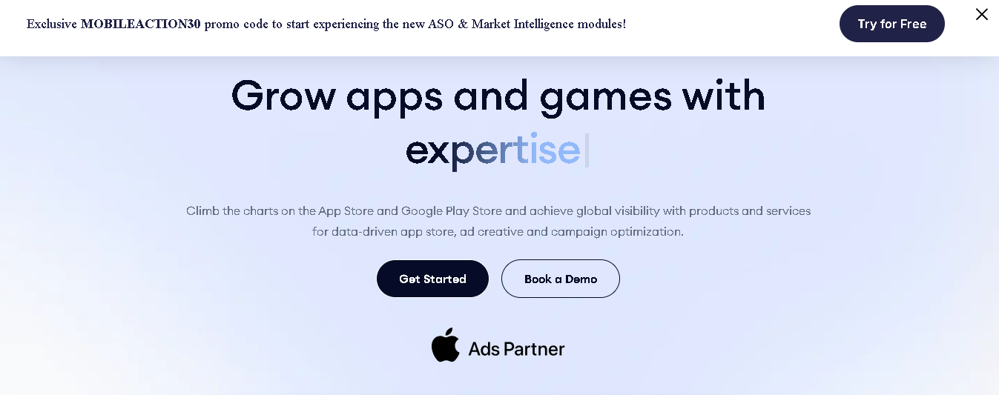 Exclusive MOBILEACTION30 promo code to start experiencing the new ASO & Market Intelligence modules!
Try for Free
Grow apps and games with
expertise
Climb the charts on the App Store and Google Play Store and achieve global visibility with products and services
for data-driven app store, ad creative and campaign optimization.
Get Started
Book a Demo
Ads Partner